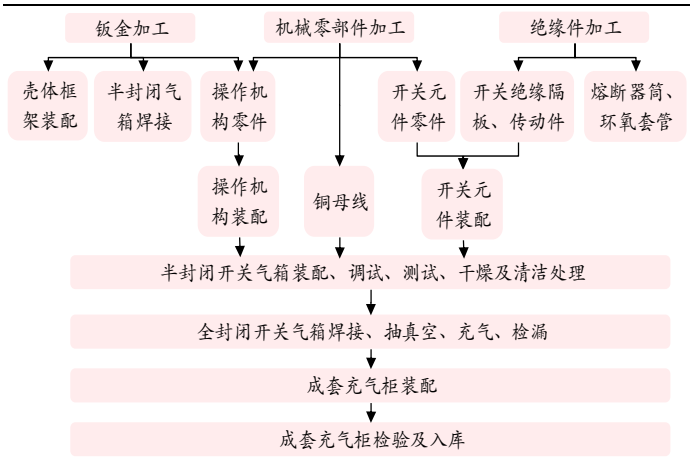 钣金加工
机械零部件加工
绝缘件加工
壳体框
架装配
半封闭气
箱焊接
操作机
构零件
开关元
件零件
开关绝缘隔
板、传动件
熔断器筒、
环氧套管
操作机
构装配
铜母线
开关元
件装配
半封闭开关气箱装配、调试、测试、干燥及清洁处理
全封闭开关气箱焊接、抽真空、充气、检漏
成套充气柜装配
成套充气柜检验及入库